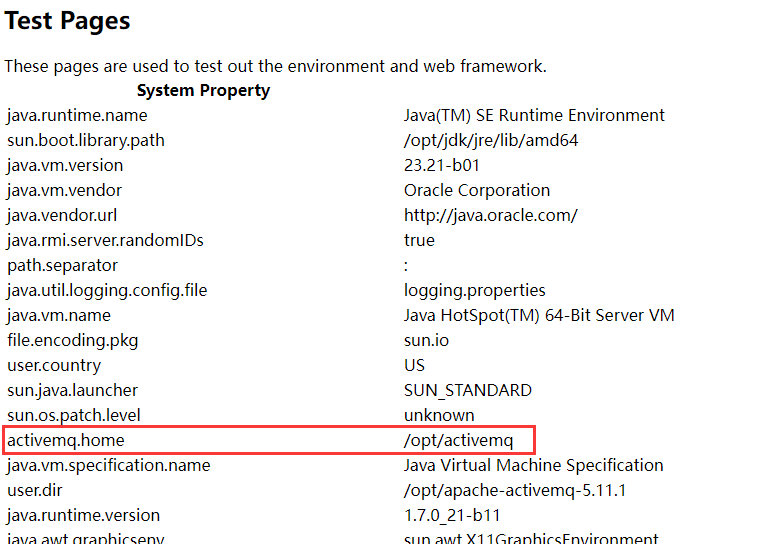 Test Pages
These pages are used to test out the environment and web framework.
System Property
java.runtime.name Java(TM) SE Runtime Environment
sun.boot.library.path /opt/jdk/jre/lib/amd64
java.vm.version 23.21-b01
java.vm.vendor Oracle Corporation
java.vendor.url http://java.oracle.com/
java.rmi.server.randomIDs true
path.separator :
java.util.logging.config.file logging.properties
java.vm.name Java HotSpot(TM) 64-Bit Server VM
file.encoding.pkg sun.io
user.country US
sun.java.launcher SUN_STANDARD
sun.os.patch.level unknown
activemq.home /opt/activemq
java.vm.specification.name Java Virtual Machine Specification
user.dir /opt/apache-activemq-5.11.1
java.runtime.version 1.7.0_21-b11
java.awt.graphicsenv sun.awt.X11GraphicsEnvironment